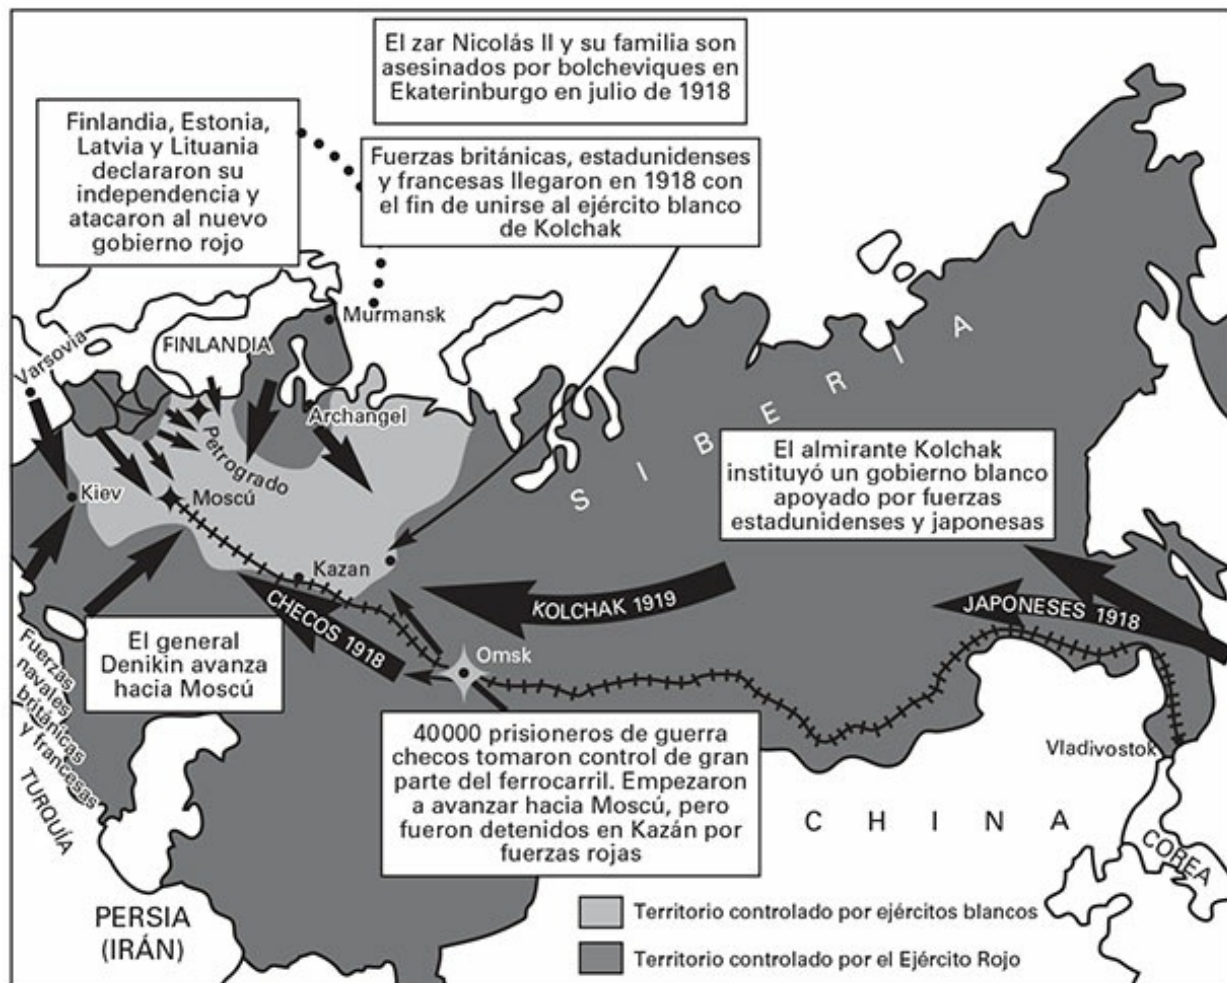 El zar Nicolás II y su familia son
asesinados por bolcheviques en
Ekaterinburgo en julio de 1918
Finlandia, Estonia,
Latvia y Lituania
declararon su
independencia y
atacaron al nuevo
gobierno rojo
Fuerzas británicas, estadunidenses
y francesas llegaron en 1918 con
el fin de unirse al ejército blanco
de Kolchak
Murmansk
FINLANDIA
Varsovia
Archangel
Petrogrado
Kiev
Moscú
SIBERIA
El almirante Kolchak
instituyó un gobierno blanco
apoyado por fuerzas
estadunidenses y japonesas
Kazan
KOLCHAK 1919
JAPONESES 1918
CHECOS 1918
El general
Denikin avanza
hacia Moscú
Omsk
Fuerzas
navales
británicas
y francesas
40000 prisioneros de guerra
checos tomaron control de gran
parte del ferrocarril. Empezaron
a avanzar hacia Moscú, pero
fueron detenidos en Kazán por
fuerzas rojas
Vladivostok
TURQUÍA
CHINA
COREA
PERSIA
(IRÁN)
Territorio controlado por ejércitos blancos
Territorio controlado por el Ejército Rojo